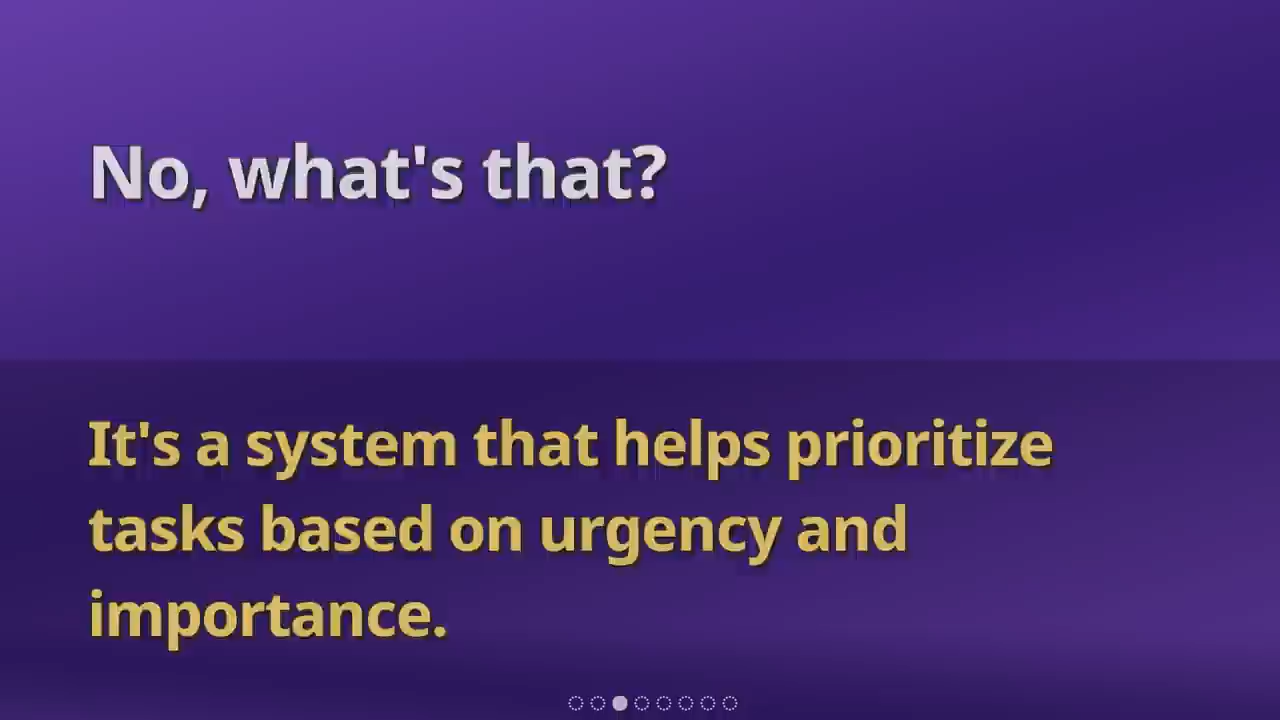 No, what's that?
It's a system that helps prioritize
tasks based on urgency and
importance.